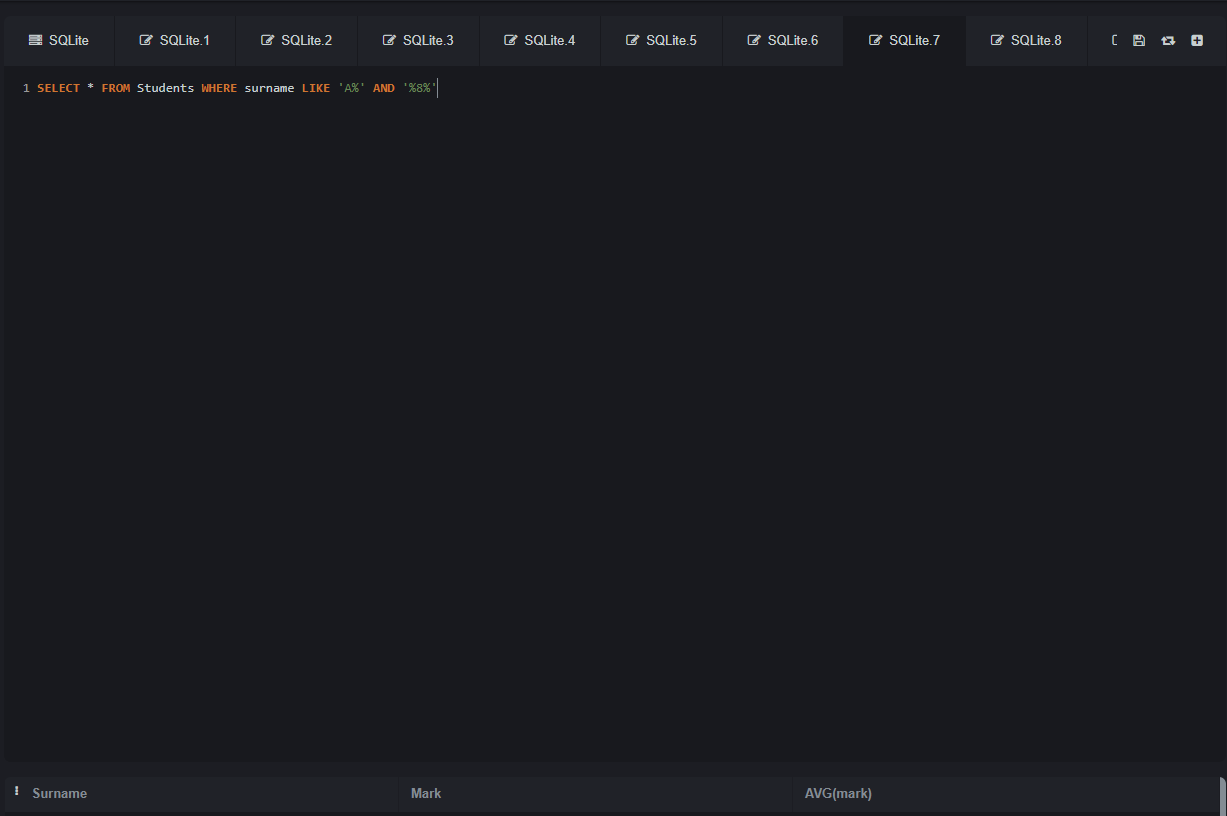 SQLite SQLite.1 SQLite.2 SQLite.3 SQLite.4 SQLite.5 SQLite.6 SQLite.7 SQLite.8
1 SELECT * FROM Students WHERE surname LIKE 'A%' AND '%8%'
Surname Mark AVG(mark)